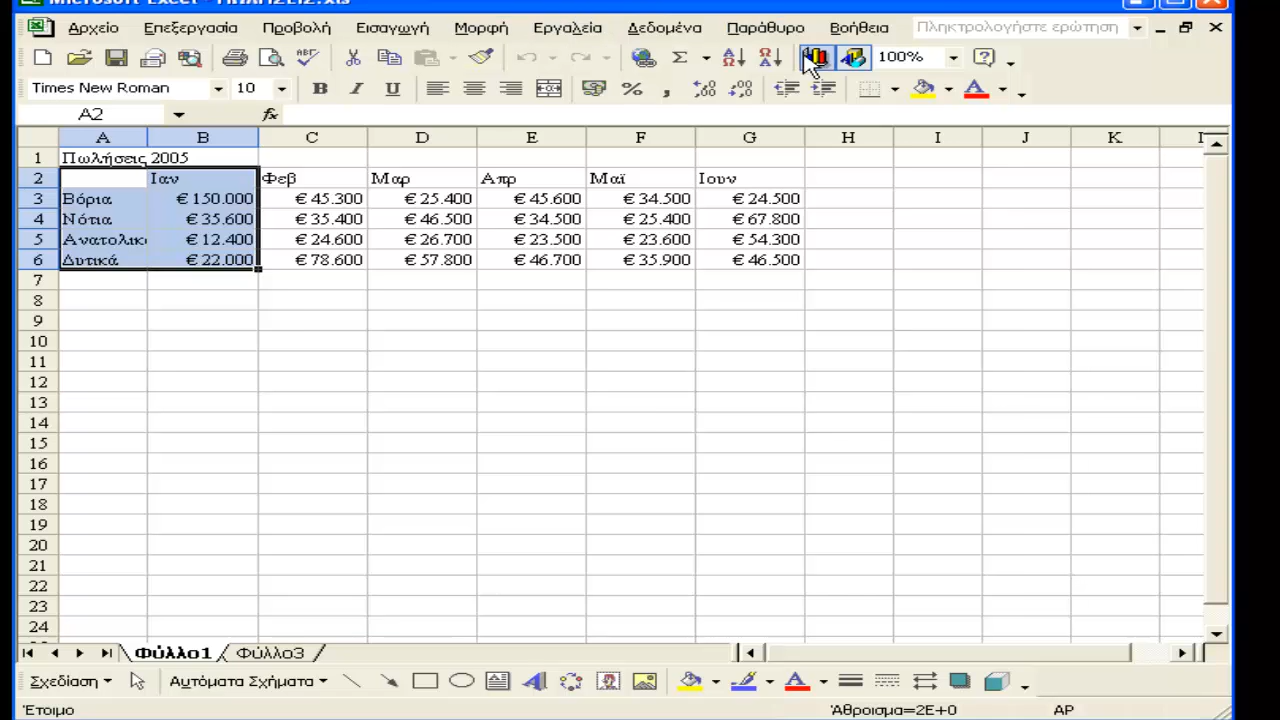 Αρχείο Επεξεργασία Προβολή Εισαγωγή Μορφή Εργαλεία Δεδομένα Παράθυρο Βοήθεια Πληκτρολογήστε ερώτηση
Σ 100%
Times New Roman 10 B I U % ,
A2 fx
A B C D E F G H I J K
1 Πωλήσεις 2005
2 Ιαν Φεβ Μαρ Απρ Μαϊ Ιουν
3 Βόρια € 150.000 € 45.300 € 25.400 € 45.600 € 34.500 € 24.500
4 Νότια € 35.600 € 35.400 € 46.500 € 34.500 € 25.400 € 67.800
5 Ανατολικ € 12.400 € 24.600 € 26.700 € 23.500 € 23.600 € 54.300
6 Δυτικά € 22.000 € 78.600 € 57.800 € 46.700 € 35.900 € 46.500
7
8
9
10
11
12
13
14
15
16
17
18
19
20
21
22
23
24
Φύλλο1 Φύλλο3
Σχεδίαση Αυτόματα Σχήματα
Έτοιμο Άθροισμα=2E+0 AP